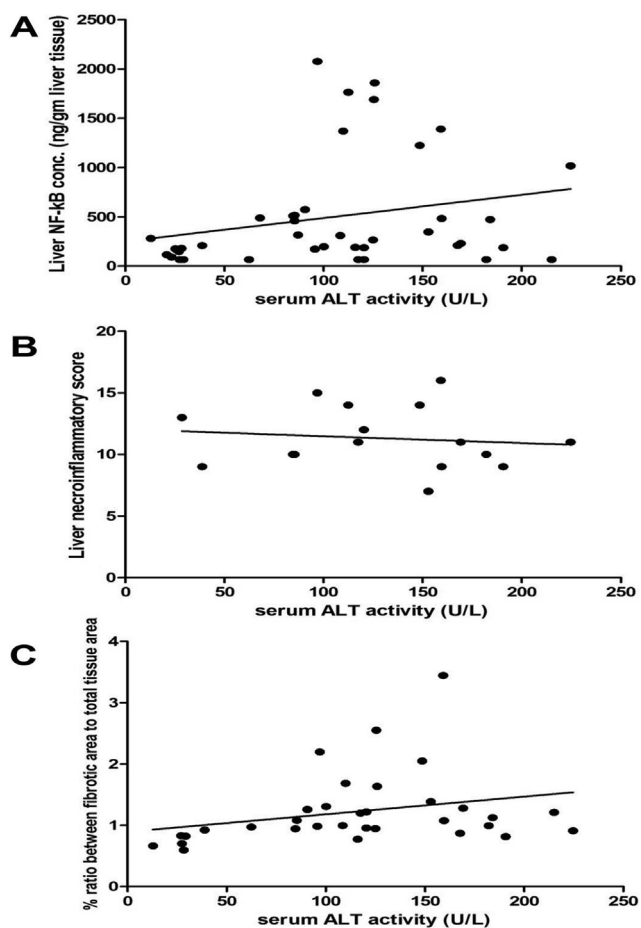 A
Liver NF-kB conc. (ng/gm liver tissue)
2500
2000
1500
1000
500
0
0 50 100 150 200 250
serum ALT activity (U/L)
B
Liver necroinflammatory score
20
15
10
5
0
0 50 100 150 200 250
serum ALT activity (U/L)
C
% ratio between fibrotic area to total tissue area
4
3
2
1
0
0 50 100 150 200 250
serum ALT activity (U/L)